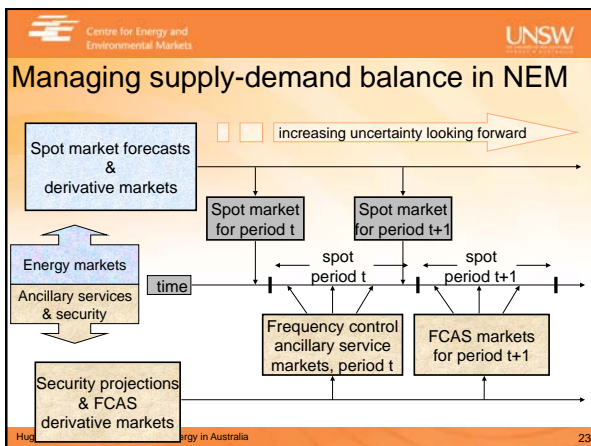 Centre for Energy and
Environmental Markets
UNSW
Managing supply-demand balance in NEM
increasing uncertainty looking forward
Spot market forecasts
&
derivative markets
Spot market
for period t
Spot market
for period t+1
Energy markets
Ancillary services
& security
time
spot
period t
spot
period t+1
Frequency control
ancillary service
markets, period t
FCAS markets
for period t+1
Security projections
& FCAS
derivative markets
in Australia
23